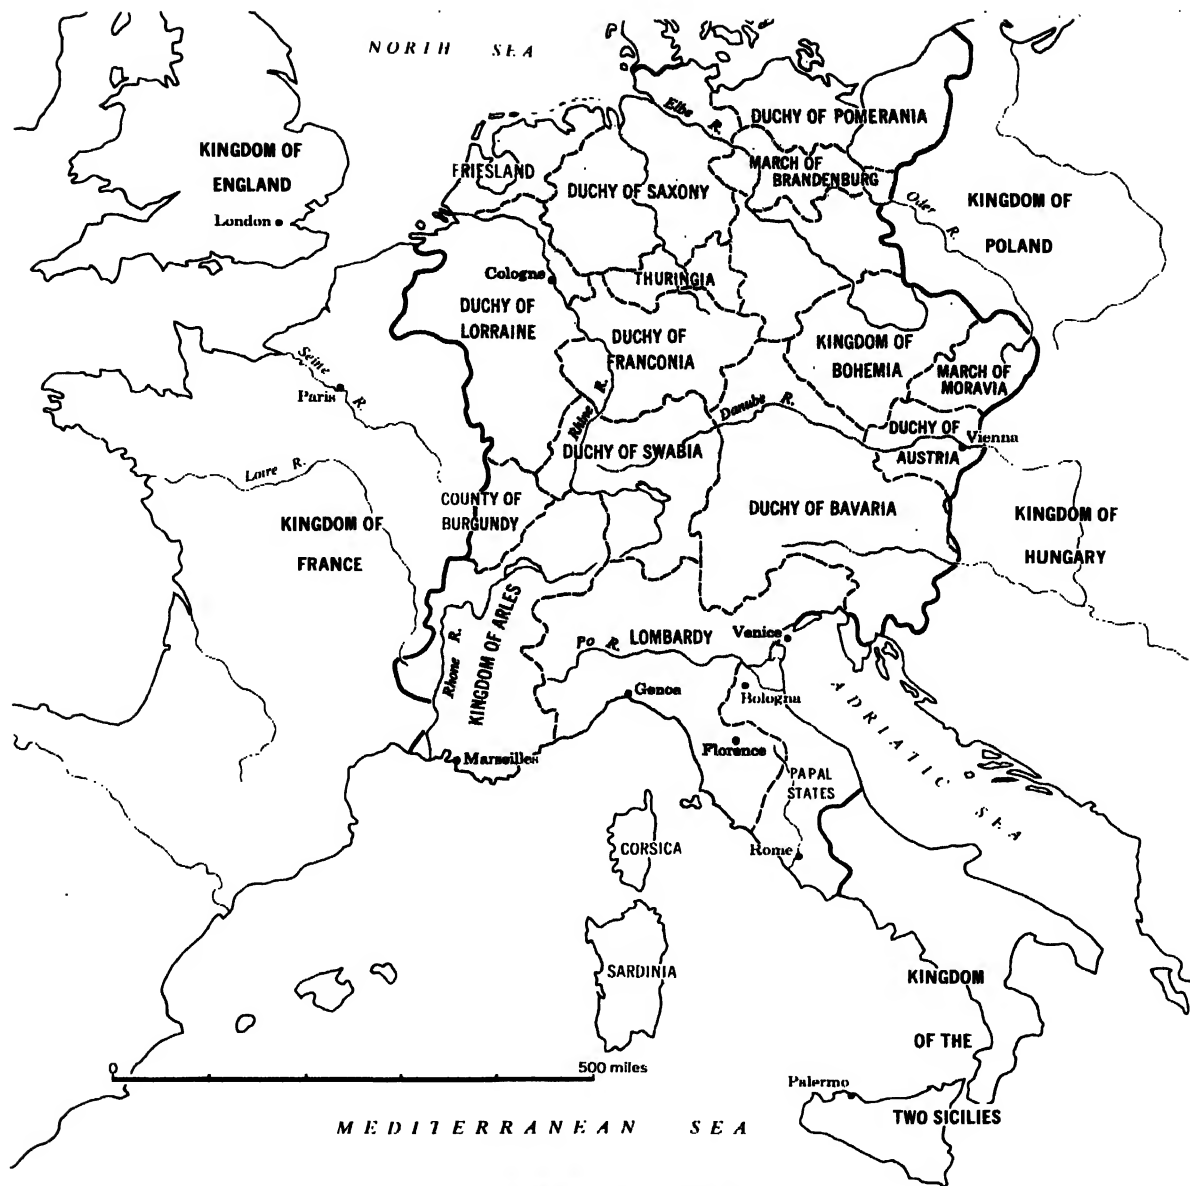 NORTH SEA
KINGDOM OF
ENGLAND
London
FRIESLAND
Elbe R.
DUCHY OF POMERANIA
MARCH OF
BRANDENBURG
DUCHY OF SAXONY
Oder R.
KINGDOM OF
POLAND
Cologne
THURINGIA
DUCHY OF
LORRAINE
DUCHY OF
FRANCONIA
KINGDOM OF
BOHEMIA
MARCH OF
MORAVIA
Seine R.
Paris
Rhine R.
Danube R.
DUCHY OF
AUSTRIA
Vienna
DUCHY OF SWABIA
Loire R.
COUNTY OF
BURGUNDY
DUCHY OF BAVARIA
KINGDOM OF
FRANCE
KINGDOM OF
HUNGARY
Rhone R.
KINGDOM OF ARLES
Po R.
LOMBARDY
Venice
Genoa
Bologna
Florence
Marseilles
ADRIATIC SEA
PAPAL
STATES
Rome
CORSICA
SARDINIA
KINGDOM
OF THE
TWO SICILIES
Palermo
0
500 miles
MEDITERRANEAN SEA